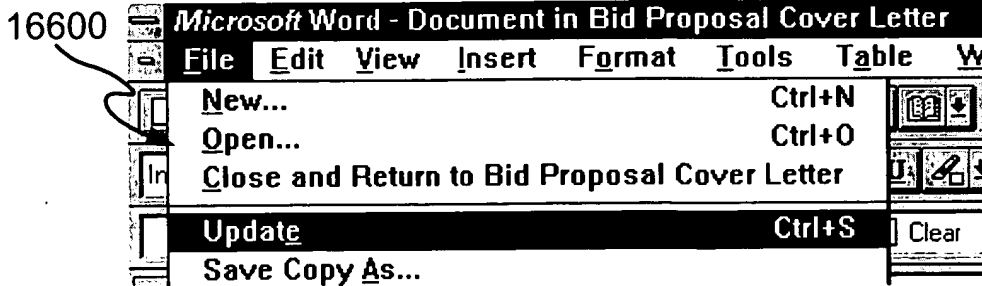 16600
Microsoft Word - Document in Bid Proposal Cover Letter
File Edit View Insert Format Tools Table W
New... Ctrl+N
Open... Ctrl+O
In
Close and Return to Bid Proposal Cover Letter U
Update Ctrl+S Clear
Save Copy As...